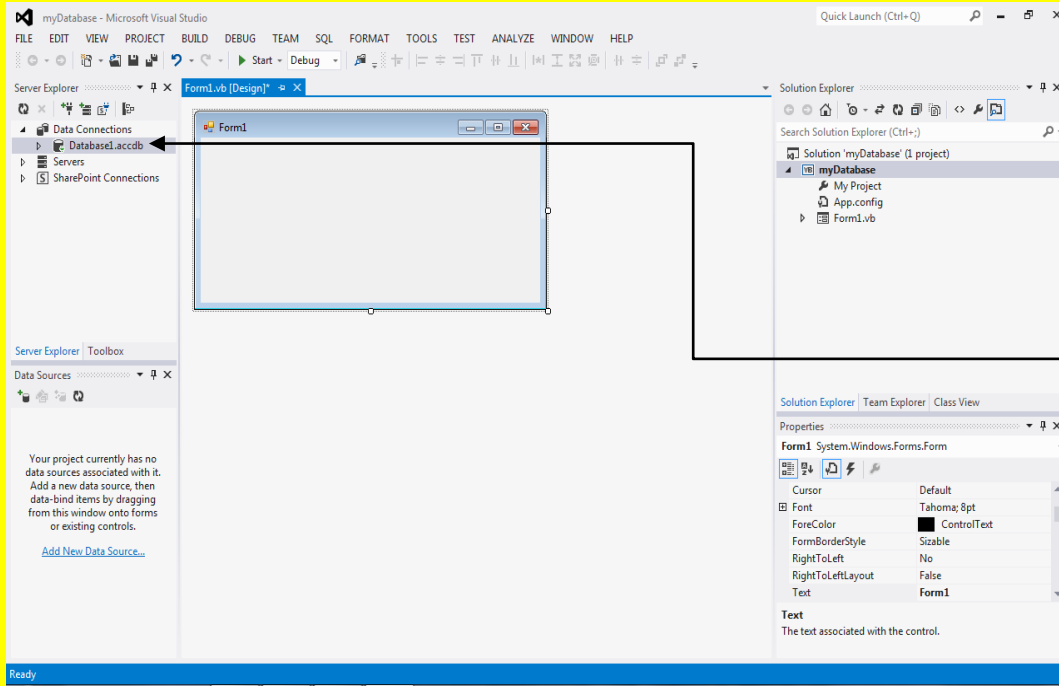 myDatabase - Microsoft Visual Studio
Quick Launch (Ctrl+Q)
FILE EDIT VIEW PROJECT BUILD DEBUG TEAM SQL FORMAT TOOLS TEST ANALYZE WINDOW HELP
Start Debug
Server Explorer
Data Connections
Database1.accdb
Servers
SharePoint Connections
Server Explorer Toolbox
Data Sources
Your project currently has no
data sources associated with it.
Add a new data source, then
data-bind items by dragging
from this window onto forms
or existing controls.
Add New Data Source...
Form1.vb [Design]*
Form1
Solution Explorer
Search Solution Explorer (Ctrl+;)
Solution 'myDatabase' (1 project)
VB myDatabase
My Project
App.config
Form1.vb
Solution Explorer Team Explorer Class View
Properties
Form1 System.Windows.Forms.Form
Cursor Default
Font Tahoma; 8pt
ForeColor ControlText
FormBorderStyle Sizable
RightToLeft No
RightToLeftLayout False
Text Form1
Text
The text associated with the control.
Ready